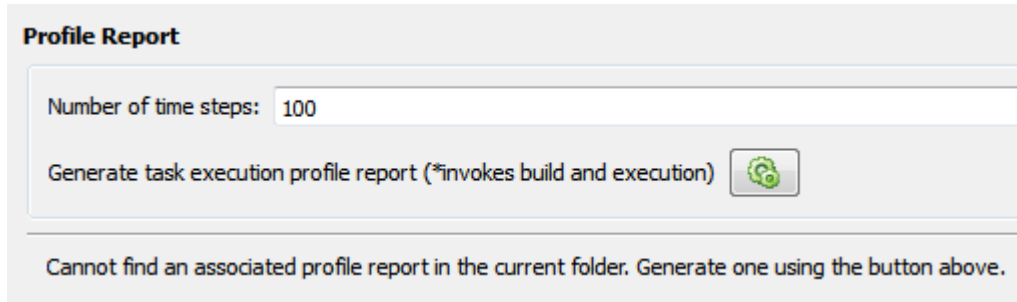 Profile Report
Number of time steps: 100
Generate task execution profile report (*invokes build and execution)
Cannot find an associated profile report in the current folder. Generate one using the button above.